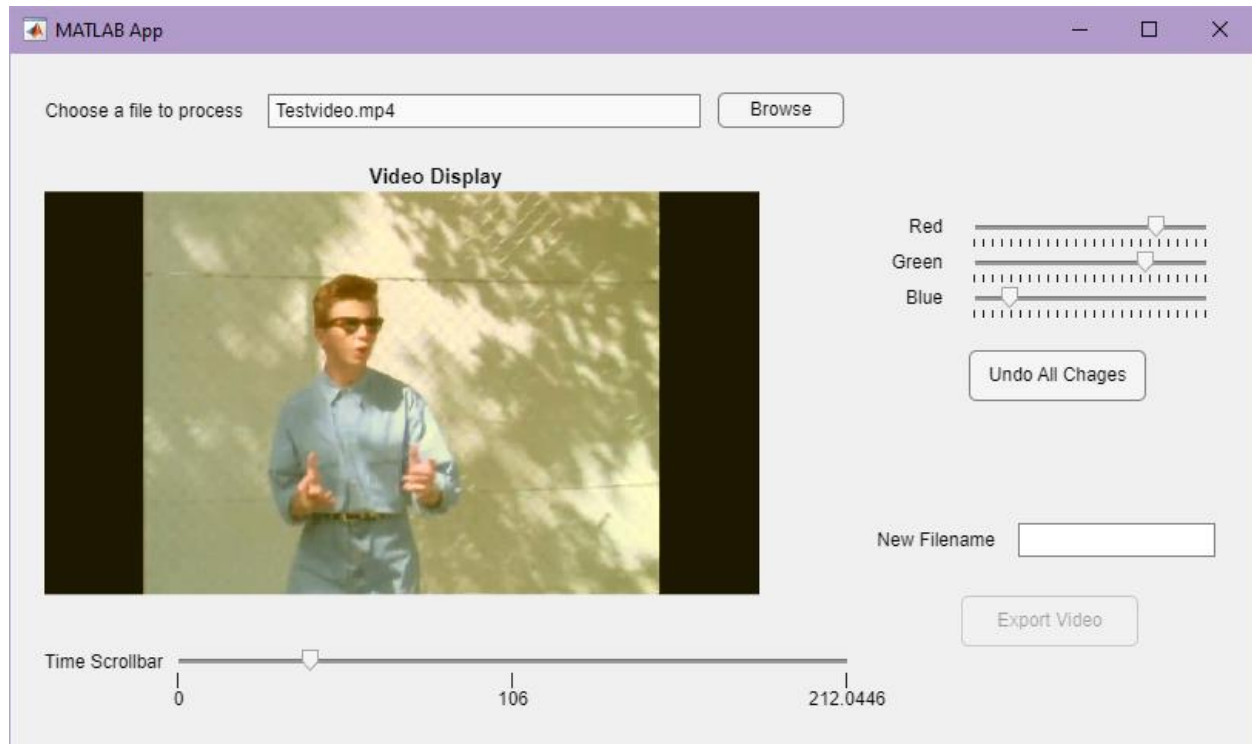 MATLAB App
Choose a file to process Testvideo.mp4 Browse
Video Display
Red
Green
Blue
Undo All Chages
New Filename
Export Video
Time Scrollbar
0 106 212.0446